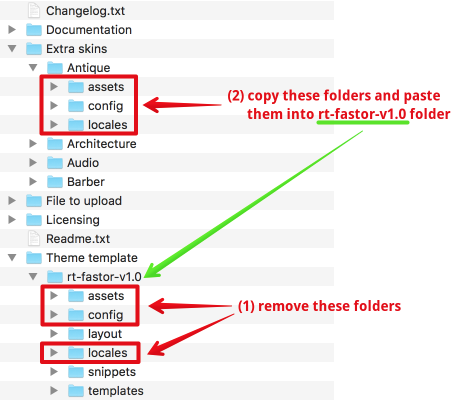 Changelog.txt
Documentation
Extra skins
Antique
assets
config
locales
(2) copy these folders and paste
them into rt-fastor-v1.0 folder
Architecture
Audio
Barber
File to upload
Licensing
Readme.txt
Theme template
rt-fastor-v1.0
assets
config
(1) remove these folders
layout
locales
snippets
templates